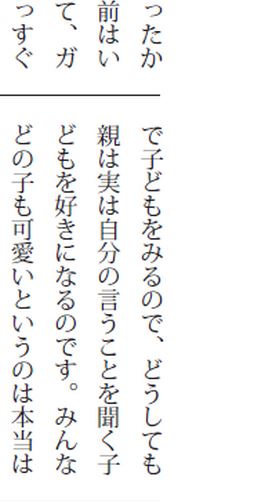 ったか
前はい
て、ガ
っすぐ
で子どもをみるので、どうしても
親は実は自分の言うことを聞く子
どもを好きになるのです。みんな
どの子も可愛いというのは本当は